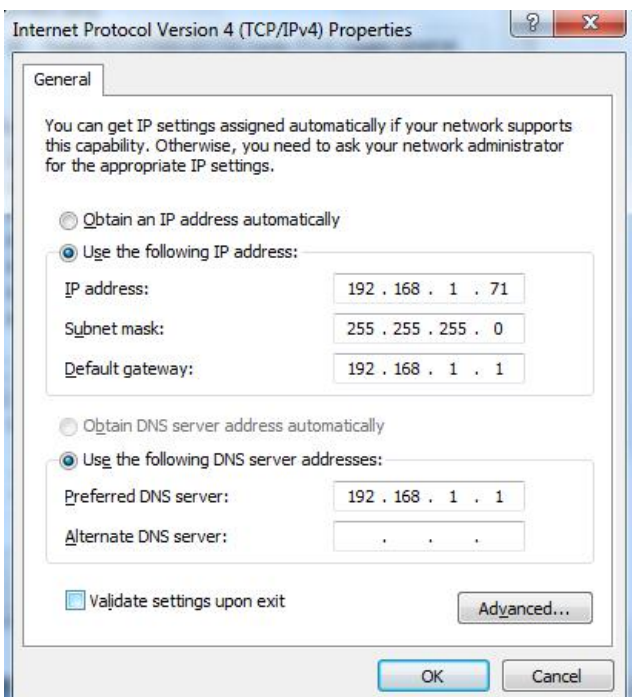 Internet Protocol Version 4 (TCP/IPv4) Properties
General
You can get IP settings assigned automatically if your network supports
this capability. Otherwise, you need to ask your network administrator
for the appropriate IP settings.
Obtain an IP address automatically
Use the following IP address:
IP address: 192 . 168 . 1 . 71
Subnet mask: 255 . 255 . 255 . 0
Default gateway: 192 . 168 . 1 . 1
Obtain DNS server address automatically
Use the following DNS server addresses:
Preferred DNS server: 192 . 168 . 1 . 1
Alternate DNS server: . . .
Validate settings upon exit
Advanced...
OK Cancel